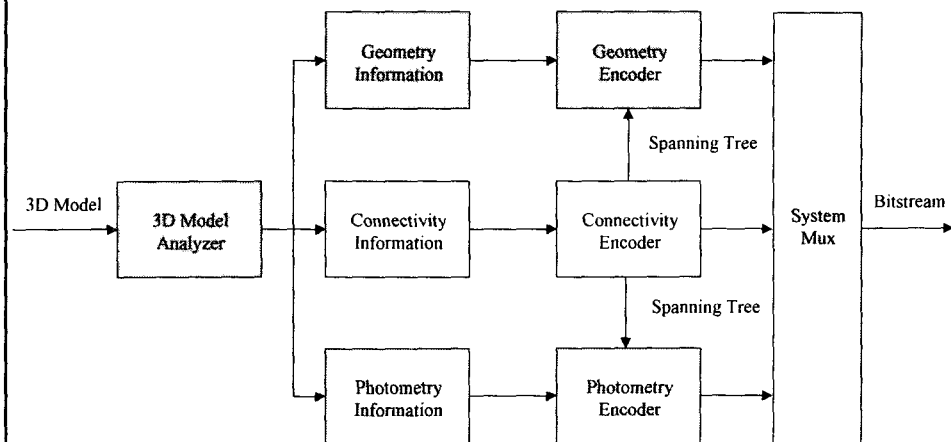 Geometry
Information
Geometry
Encoder
Spanning Tree
3D Model
3D Model
Analyzer
Connectivity
Information
Connectivity
Encoder
System
Mux
Bitstream
Spanning Tree
Photometry
Information
Photometry
Encoder